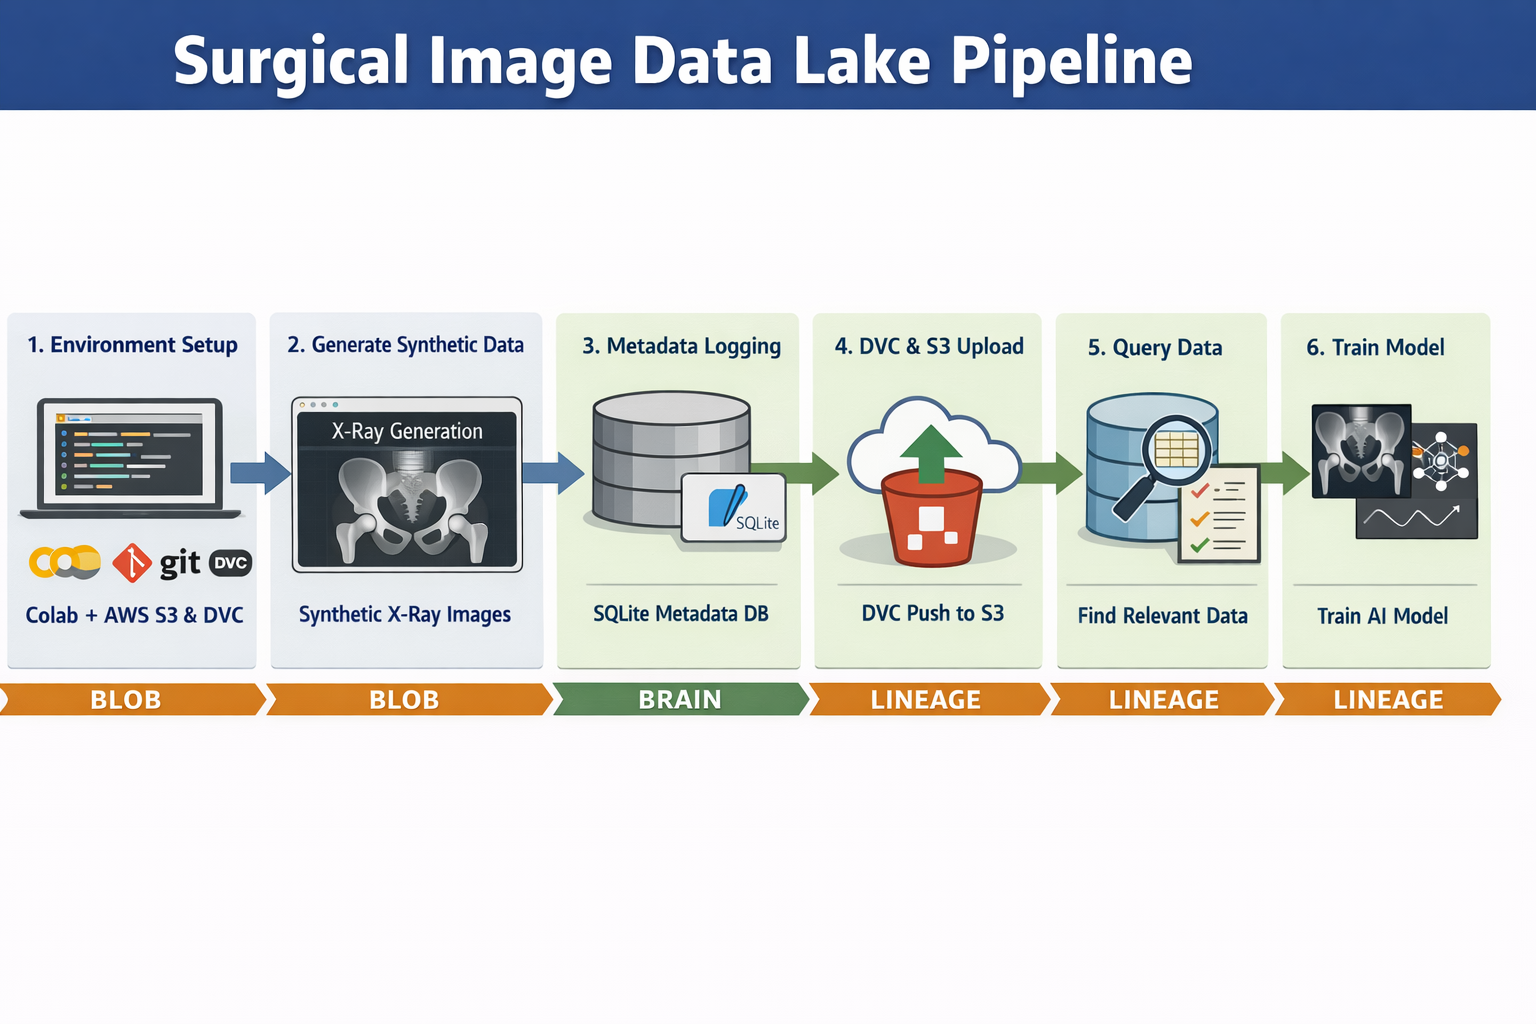 Surgical Image Data Lake Pipeline
1. Environment Setup
git DVC
Colab + AWS S3 & DVC
2. Generate Synthetic Data
X-Ray Generation
Synthetic X-Ray Images
3. Metadata Logging
SQLite
SQLite Metadata DB
4. DVC & S3 Upload
DVC Push to S3
5. Query Data
Find Relevant Data
6. Train Model
Train AI Model
BLOB
BLOB
BRAIN
LINEAGE
LINEAGE
LINEAGE